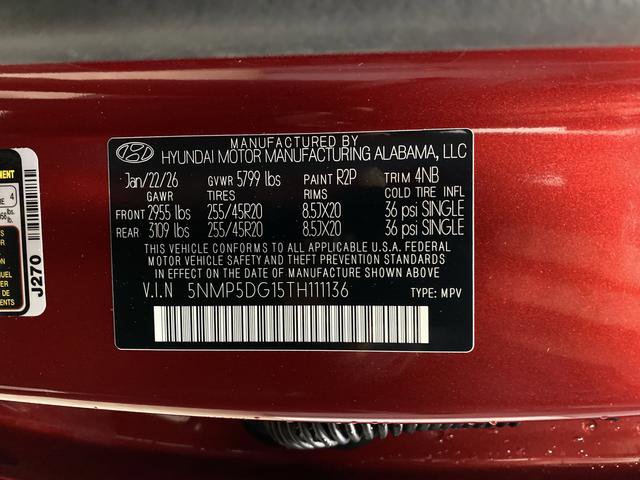 MANUFACTURED BY
HYUNDAI MOTOR MANUFACTURING ALABAMA, LLC
Jan/22/26 GVWR 5799 lbs PAINT R2P TRIM 4NB
GAWR TIRES RIMS COLD TIRE INFL
FRONT 2955 lbs 255/45R20 8.5JX20 36 psi SINGLE
REAR 3109 lbs 255/45R20 8.5JX20 36 psi SINGLE
THIS VEHICLE CONFORMS TO ALL APPLICABLE U.S.A. FEDERAL
MOTOR VEHICLE SAFETY AND THEFT PREVENTION STANDARDS
IN EFFECT ON THE DATE OF MANUFACTURE SHOWN ABOVE.
V.I.N 5NMP5DG15TH111136 TYPE: MPV
J270